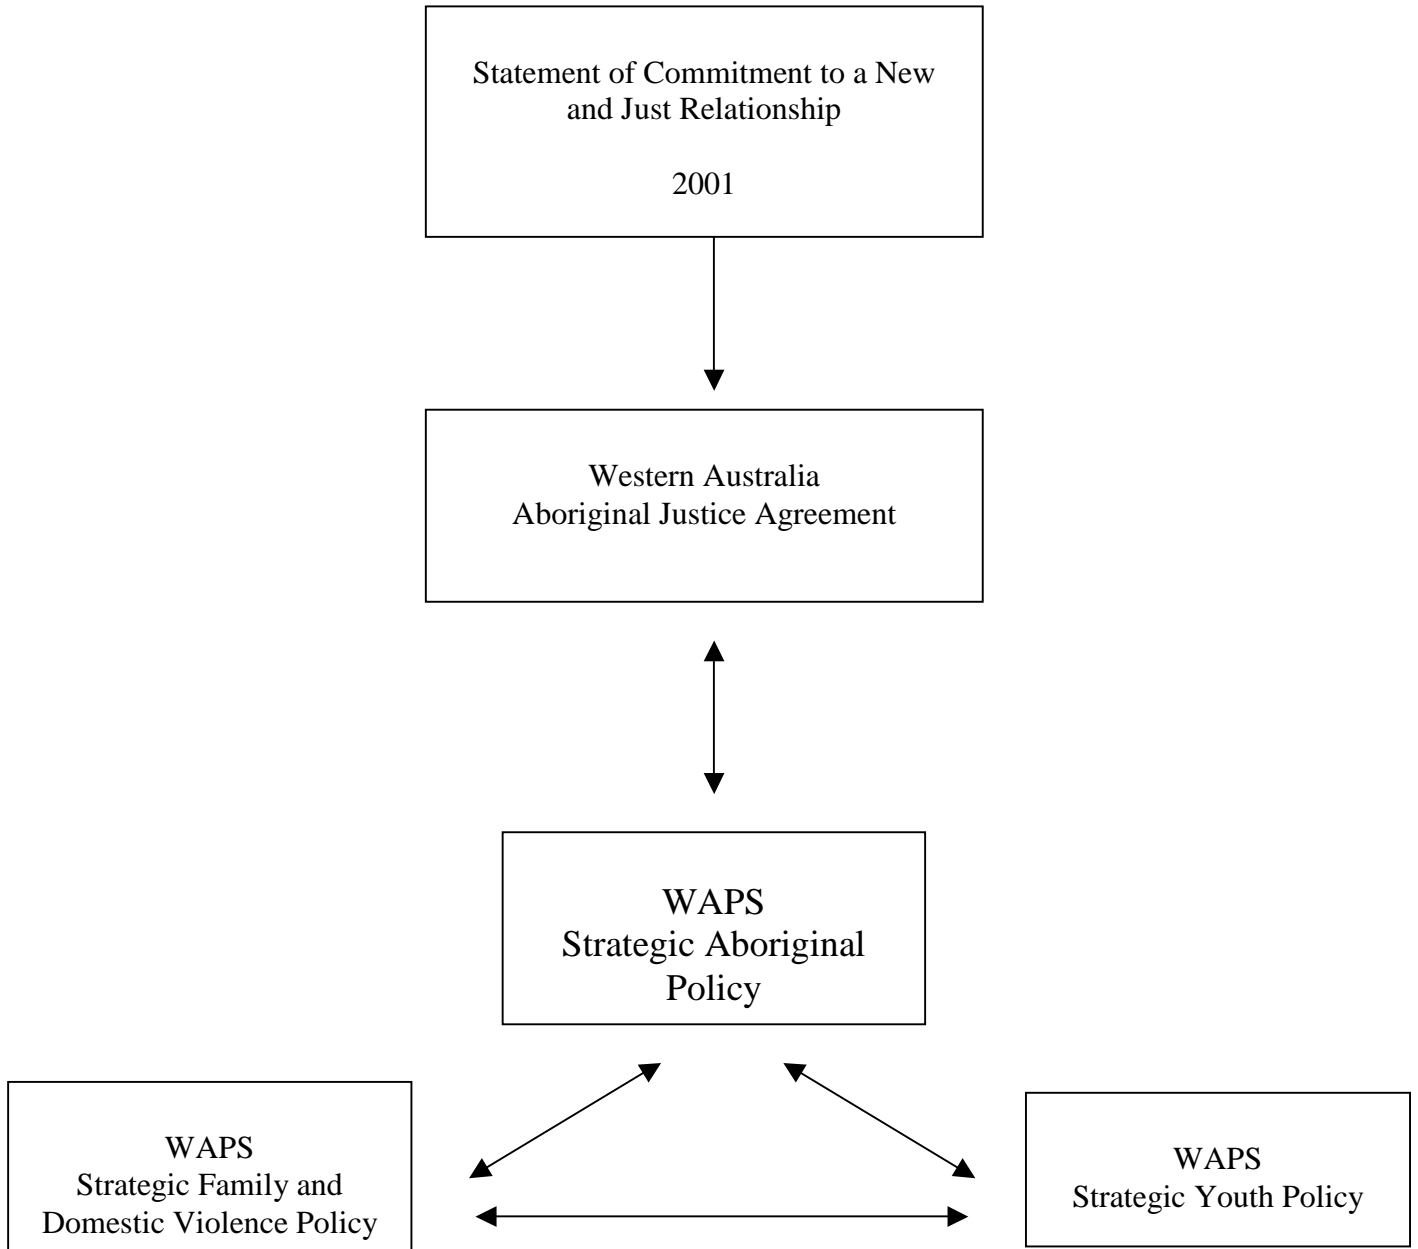 Statement of Commitment to a New
and Just Relationship
2001
Western Australia
Aboriginal Justice Agreement
WAPS
Strategic Aboriginal
Policy
WAPS
Strategic Family and
Domestic Violence Policy
WAPS
Strategic Youth Policy